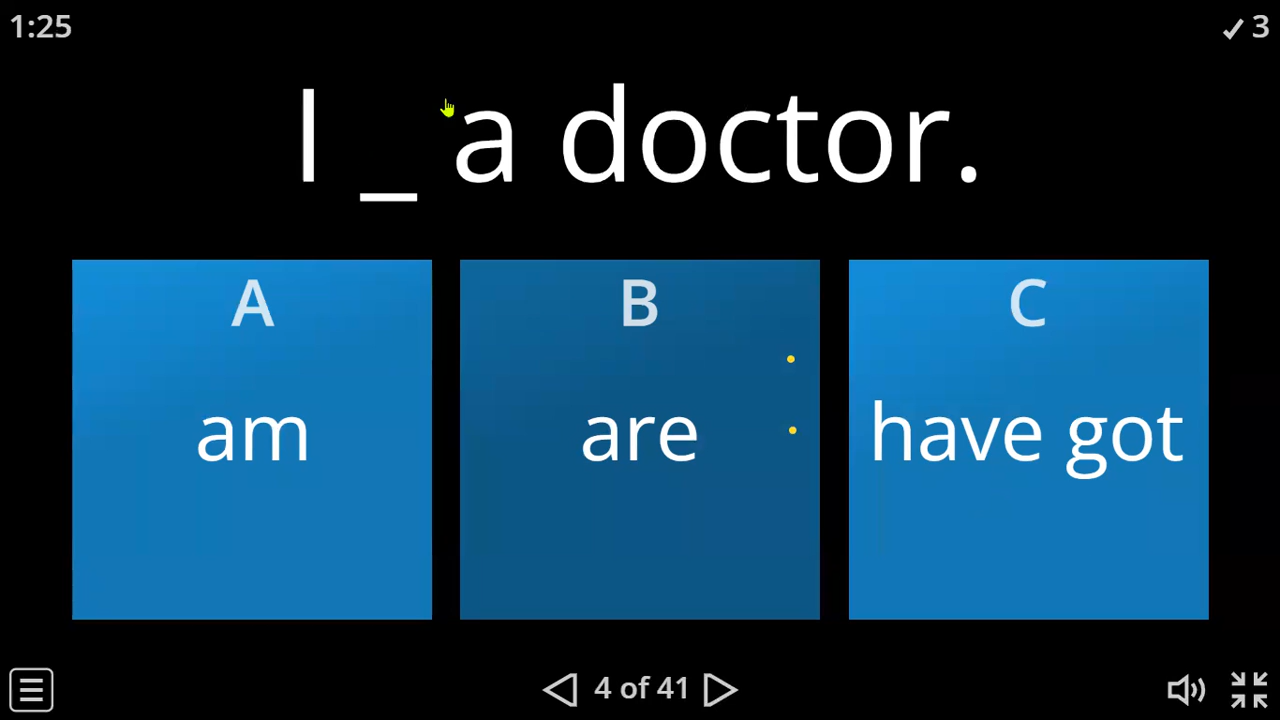 1:25
✓ 3
I _ a doctor.
A
B
C
am
are
have got
4 of 41